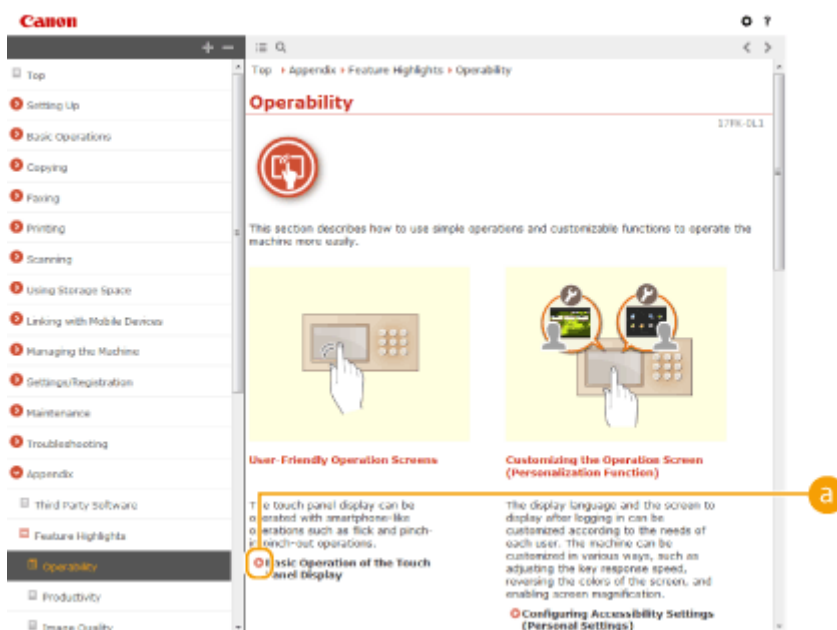 Canon
?
+ −
< >
Top
Setting Up
Basic Operations
Copying
Faxing
Printing
Scanning
Using Storage Space
Linking with Mobile Devices
Managing the Machine
Settings/Registration
Maintenance
Troubleshooting
Appendix
Third Party Software
Feature Highlights
Operability
Productivity
Image Quality
Top Appendix Feature Highlights Operability
Operability
This section describes how to use simple operations and customizable functions to operate the
machine more easily.
User-Friendly Operation Screens
The touch panel display can be
operated with smartphone-like
operations such as flick and pinch-
pinch-out operations.
Basic Operation of the Touch
Panel Display
Customizing the Operation Screen
(Personalization Function)
The display language and the screen to
display after logging in can be
customized according to the needs of
each user. The machine can be
customized in various ways, such as
adjusting the key response speed,
reversing the colors of the screen, and
enabling screen magnification.
Configuring Accessibility Settings
(Personal Settings)
a